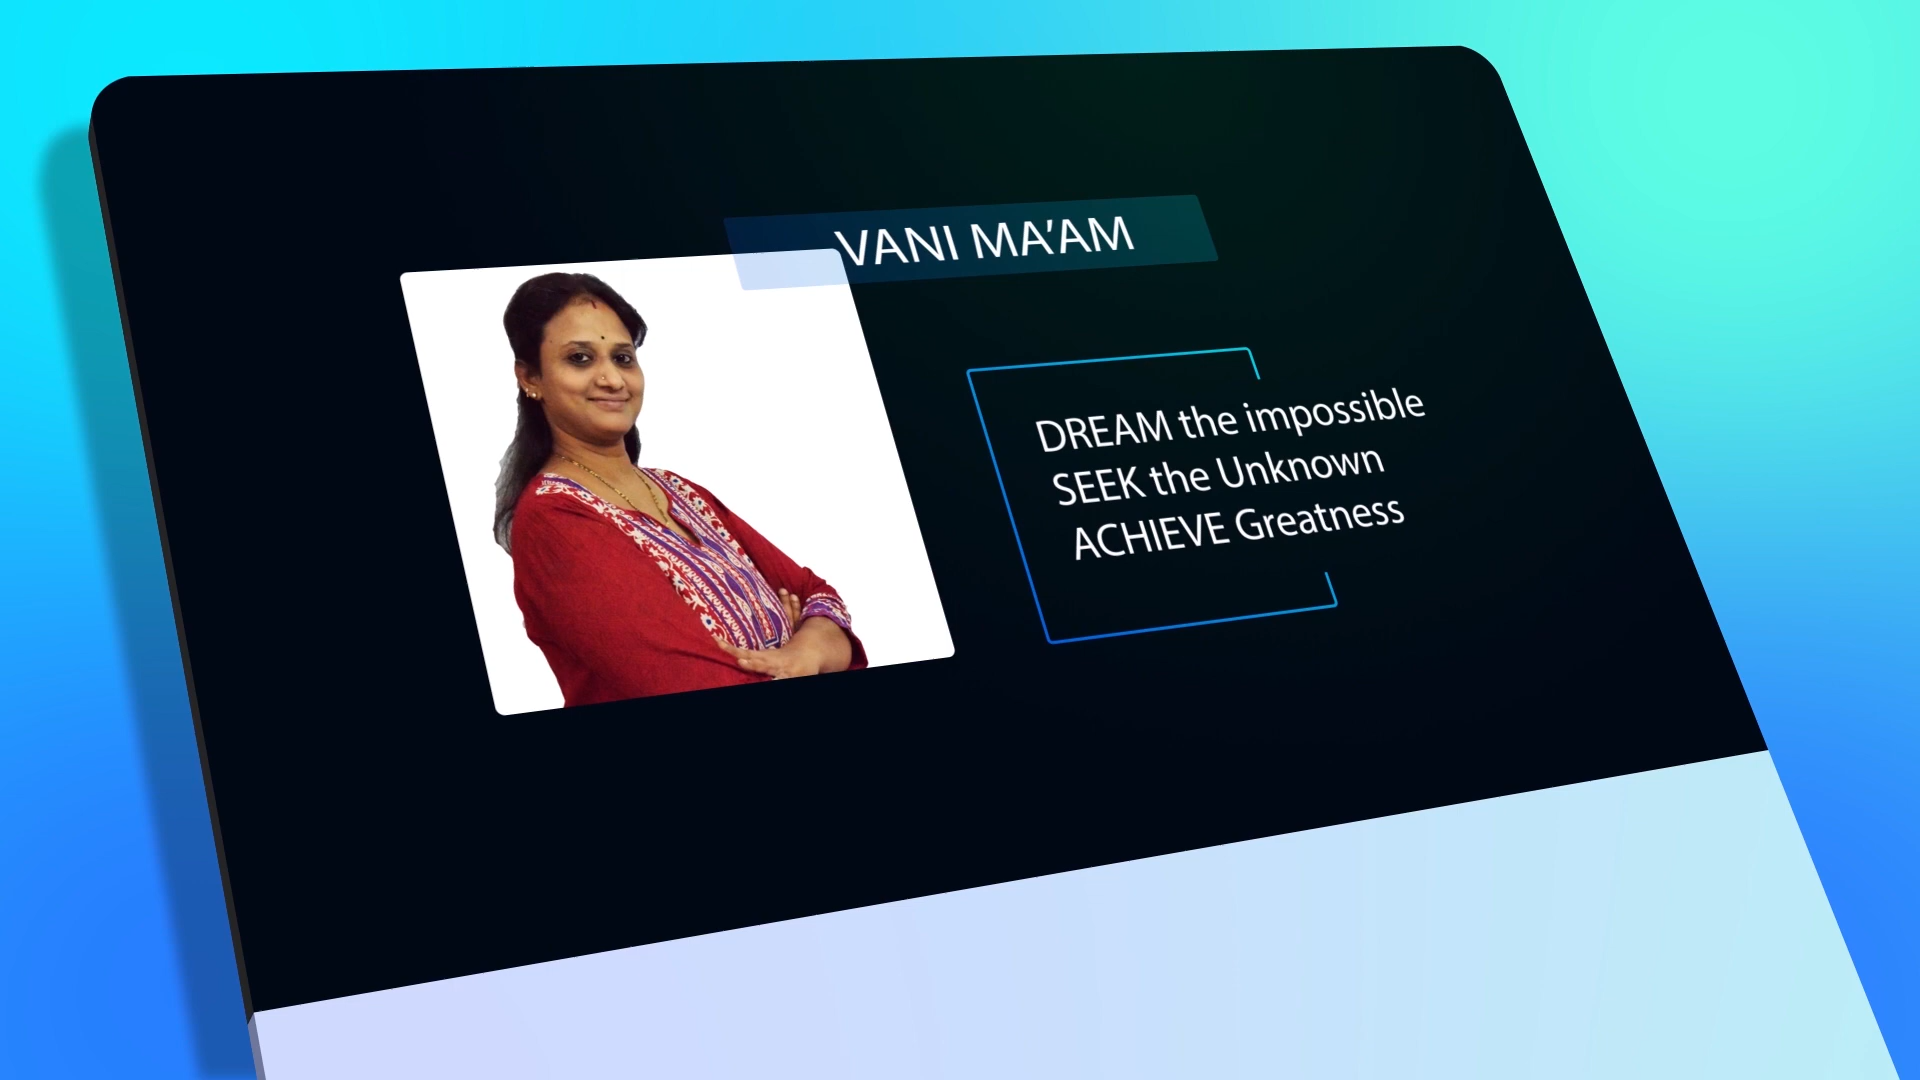 VANI MA’AM
DREAM the impossible
SEEK the Unknown
ACHIEVE Greatness